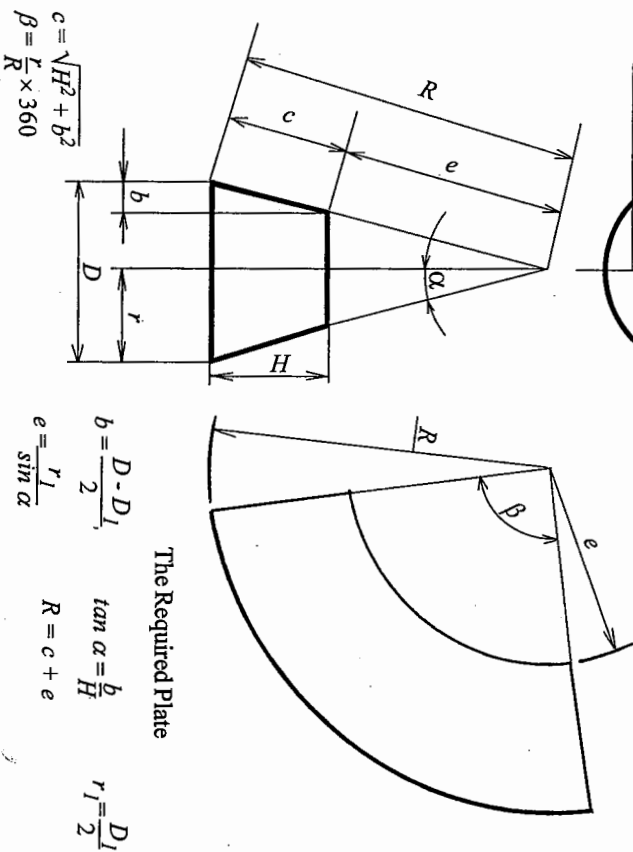 R
c
e
α
b
D
r
H
R
β
e
The Required Plate
b = (D - D₁)/2, tan α = b/H r₁ = D₁/2
e = r₁/sin α R = c + e
c = √(H² + b²)
β = r/R × 360